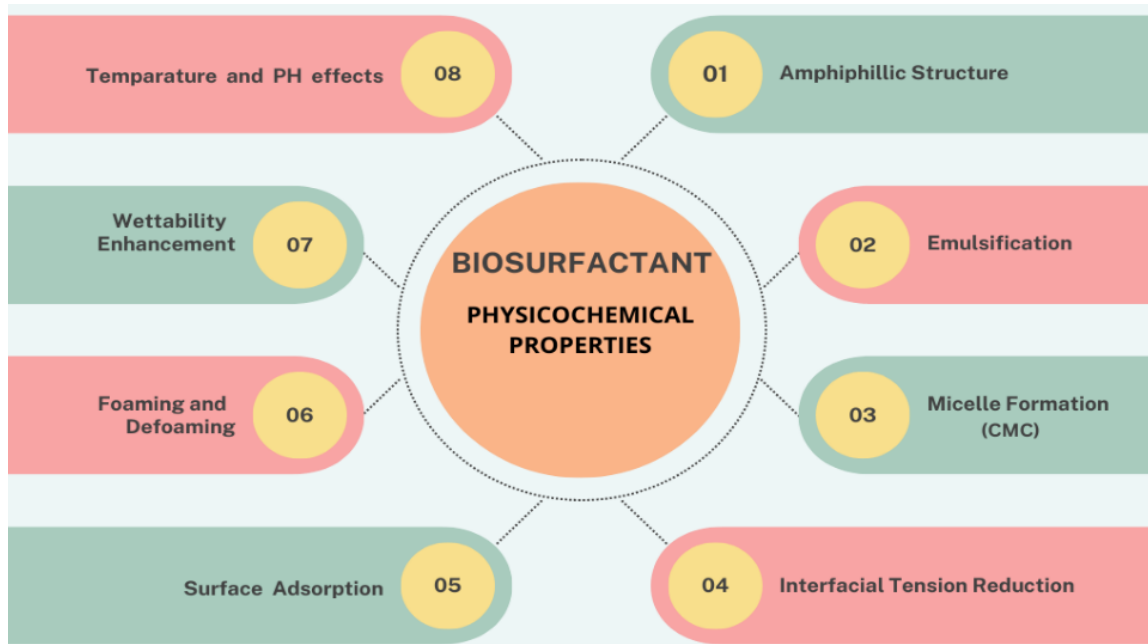 BIOSURFACTANT
PHYSICOCHEMICAL
PROPERTIES
01
Amphiphillic Structure
02
Emulsification
03
Micelle Formation
(CMC)
04
Interfacial Tension Reduction
05
Surface Adsorption
06
Foaming and
Defoaming
07
Wettability
Enhancement
08
Temparature and PH effects